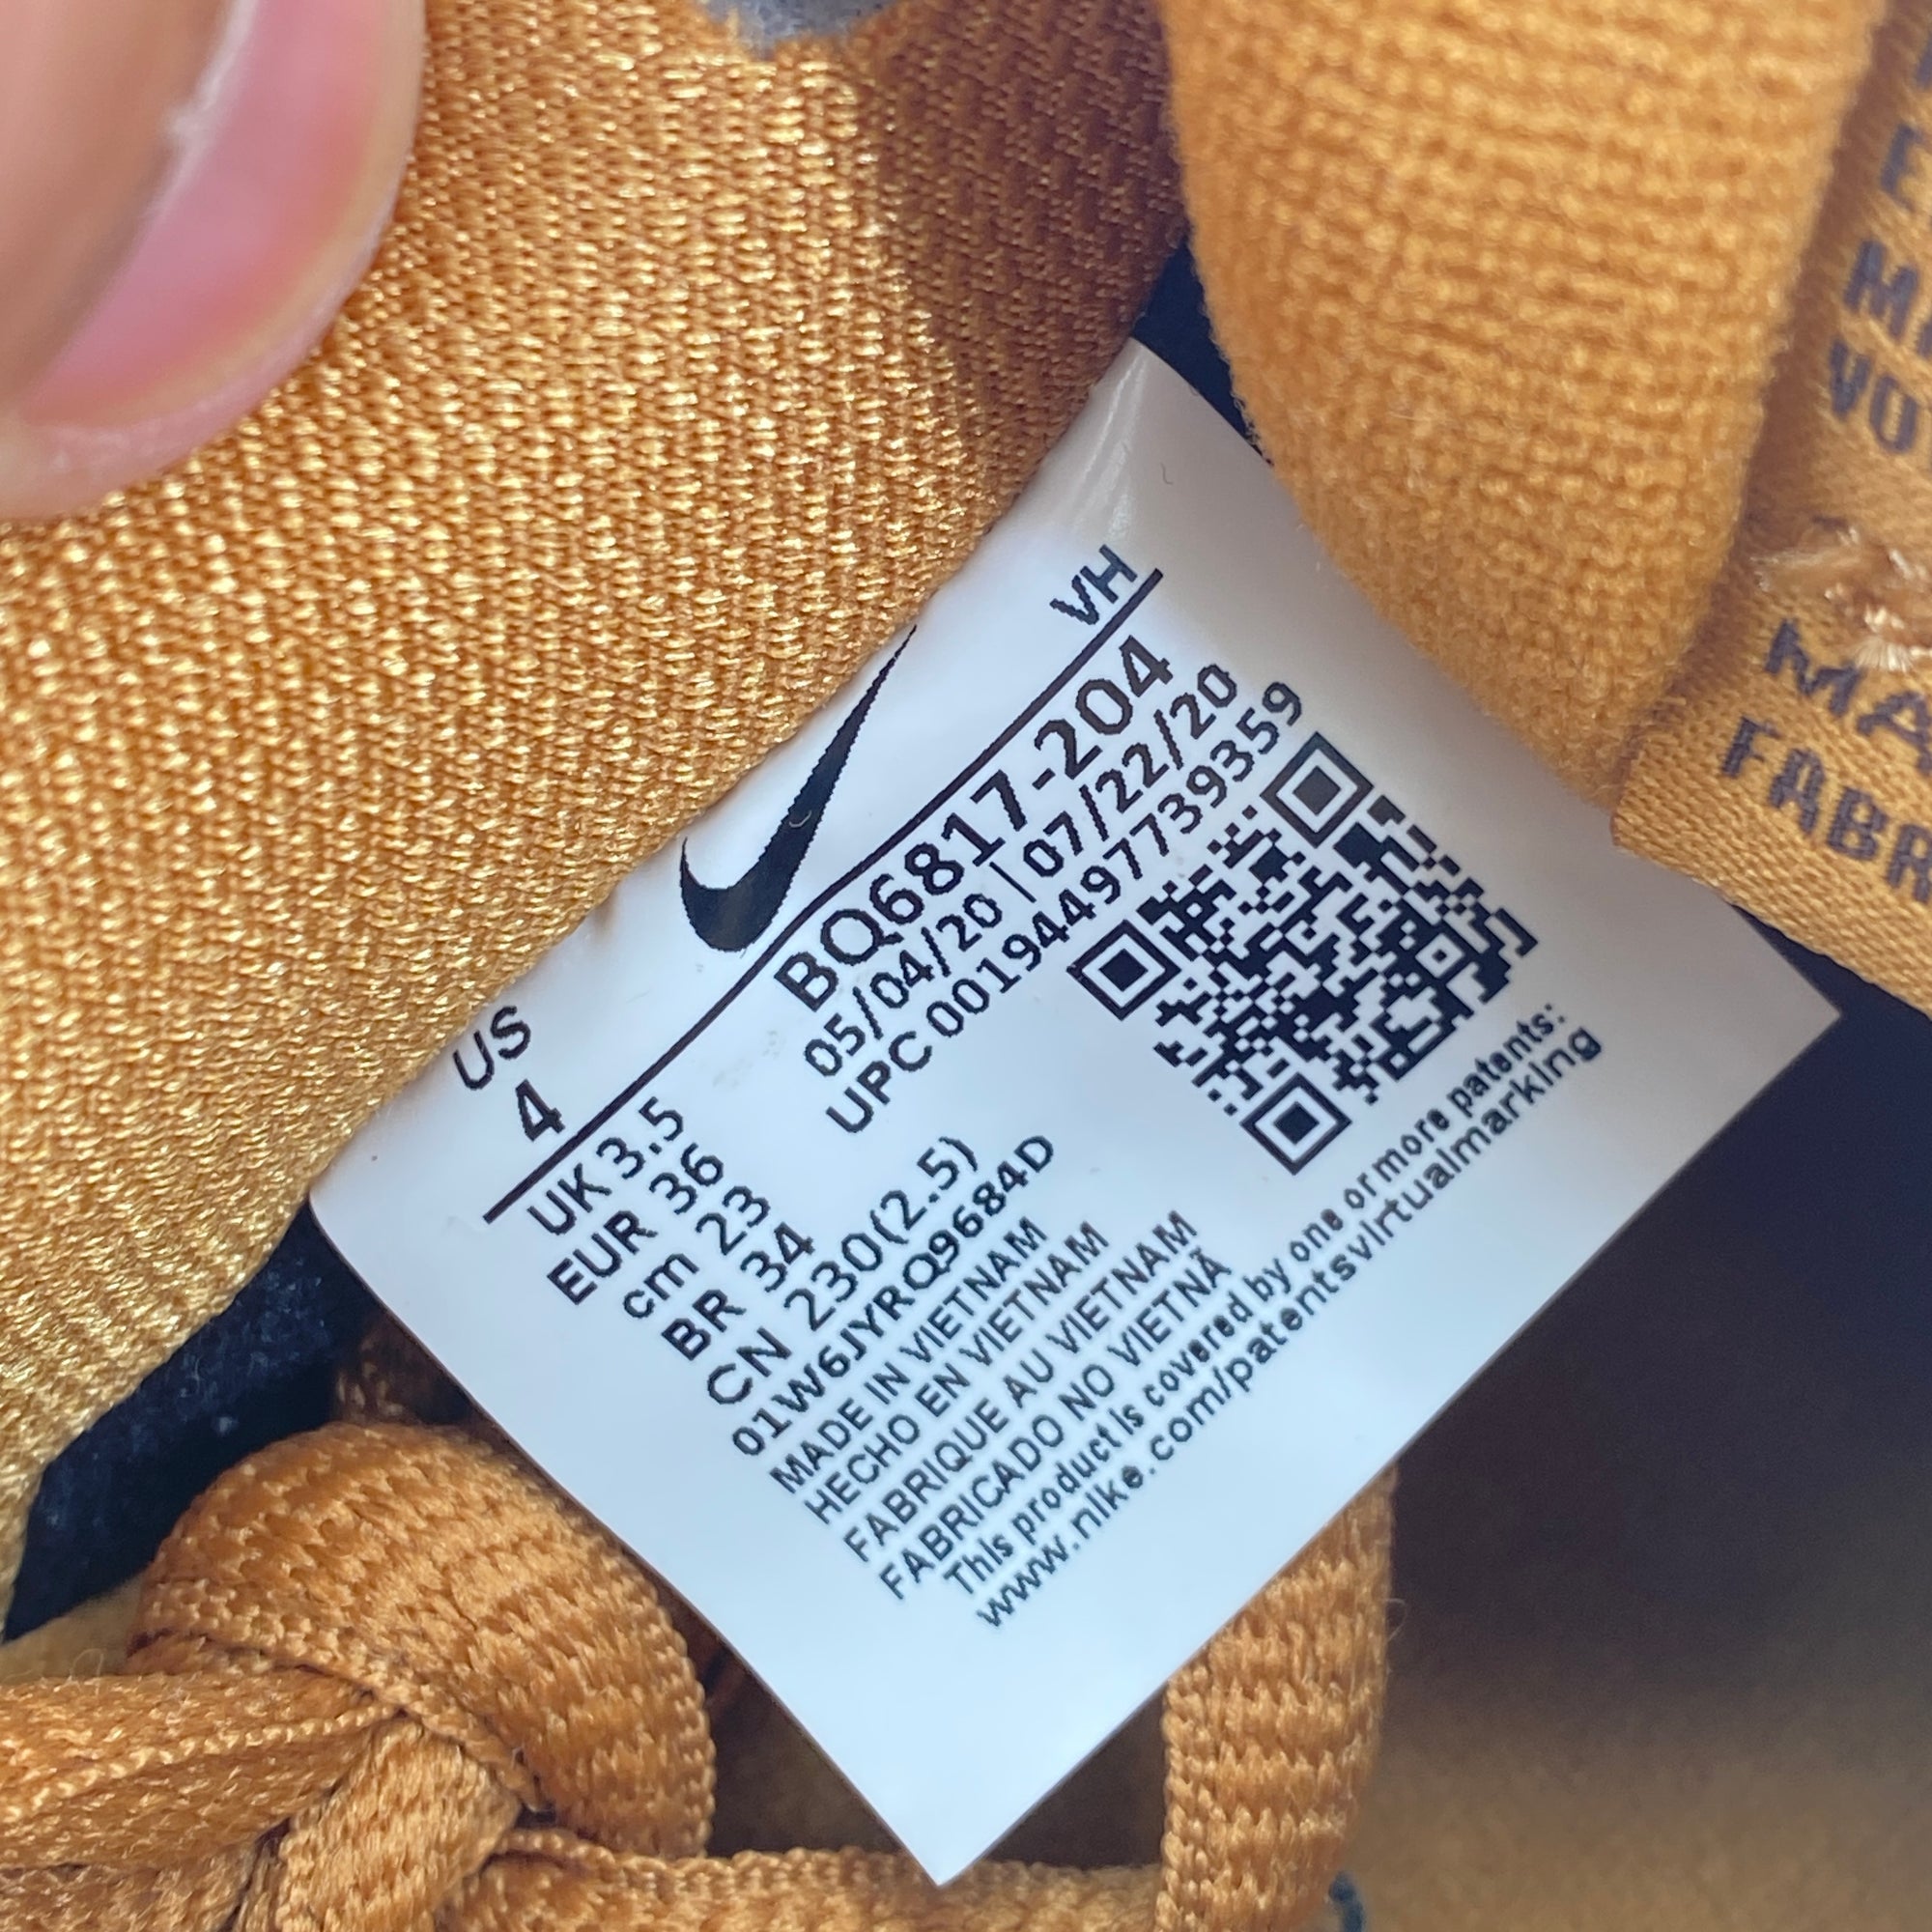 US
4
VH
UK 3.5
EUR 36
cm 23
BR 34
CN 230(2.5)
BQ6817-204
05/04/20|07/22/20
UPC 00194497739359
01W6JYRQ9684D
MADE IN VIETNAM
HECHO EN VIETNAM
FABRIQUE AU VIETNAM
FABRICADO NO VIETNÃ
This product is covered by one or more patents:
www.nike.com/patentsvirtualmarking